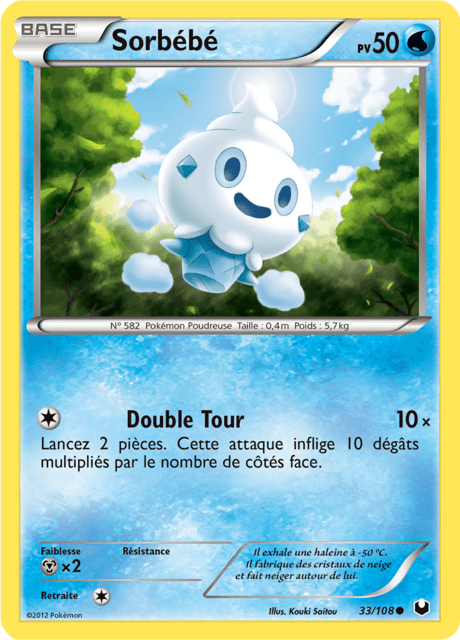 BASE
Sorbébé
PV 50
N° 582 Pokémon Poudreuse Taille : 0,4m Poids : 5,7kg
Double Tour 10×
Lancez 2 pièces. Cette attaque inflige 10 dégâts
multipliés par le nombre de côtés face.
Faiblesse
×2
Résistance
Retraite
Il exhale une haleine à -50 °C.
Il fabrique des cristaux de neige
et fait neiger autour de lui.
©2012 Pokémon
Illus. Kouki Saitou
33/108